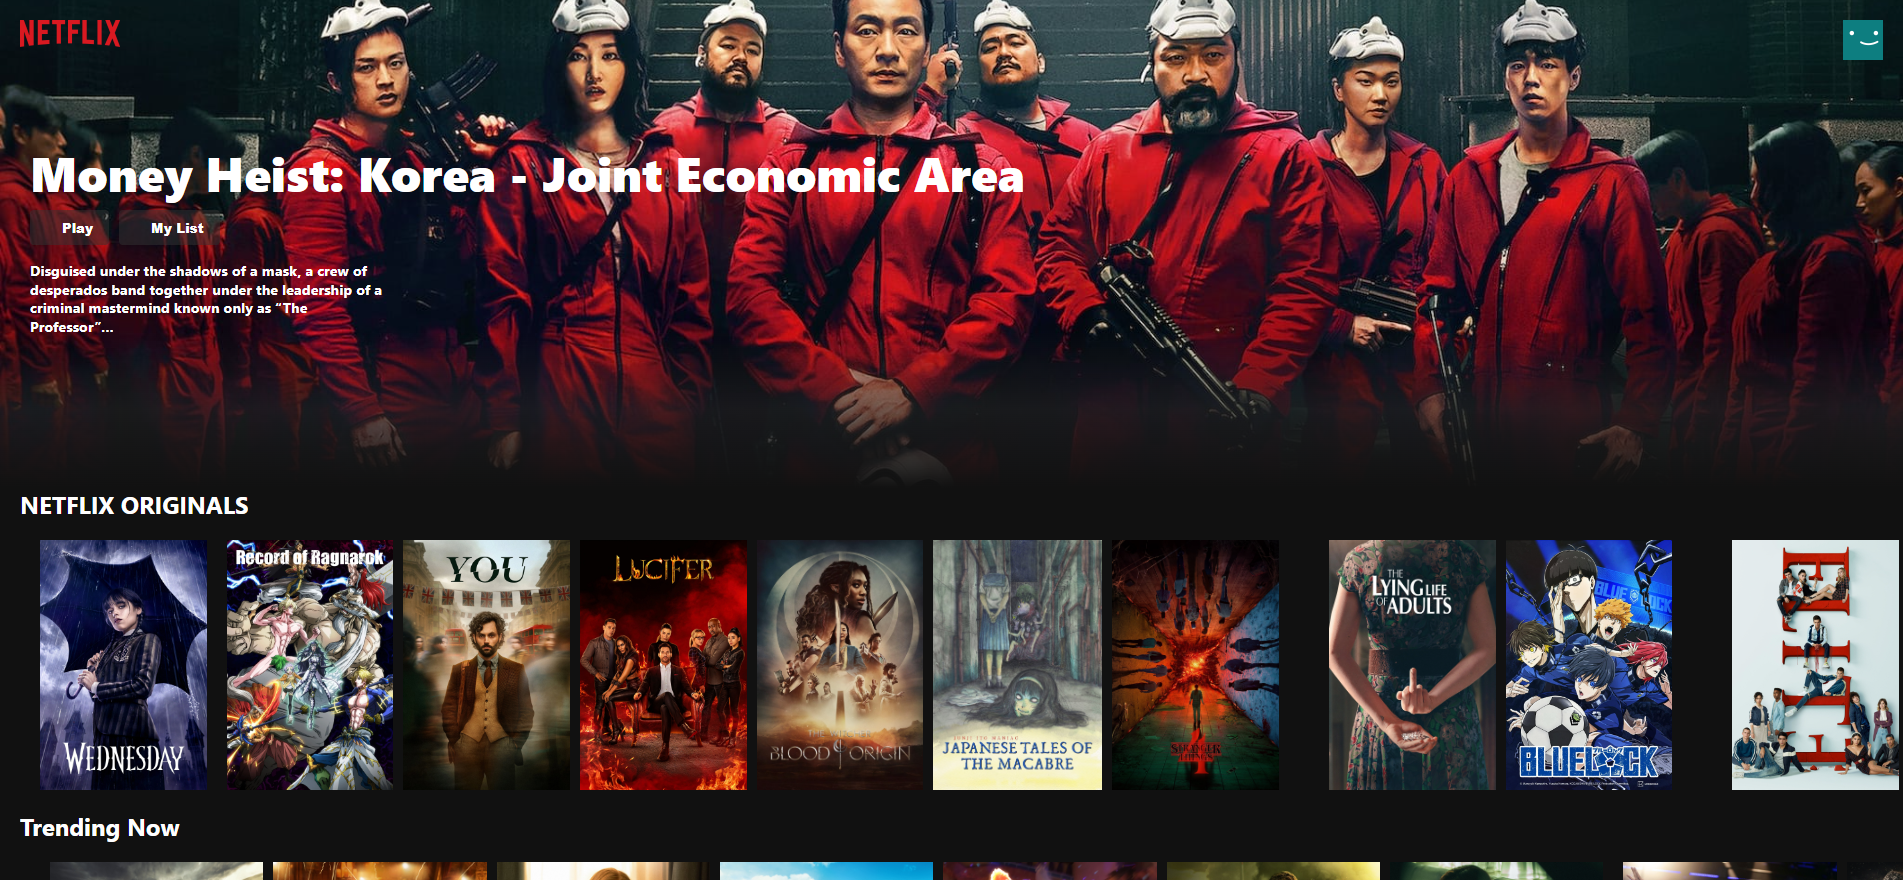 NETFLIX
Money Heist: Korea - Joint Economic Area
Play
My List
Disguised under the shadows of a mask, a crew of
desperados band together under the leadership of a
criminal mastermind known only as “The
Professor”...
NETFLIX ORIGINALS
WEDNESDAY
Record of Ragnarok
YOU
LUCIFER
BLOOD ORIGIN
JAPANESE TALES OF
THE MACABRE
STRANGER
THINGS
4
THE
LYING LIFE
OF ADULTS
BLUE LOCK
BLUELOCK
ELITE
Trending Now